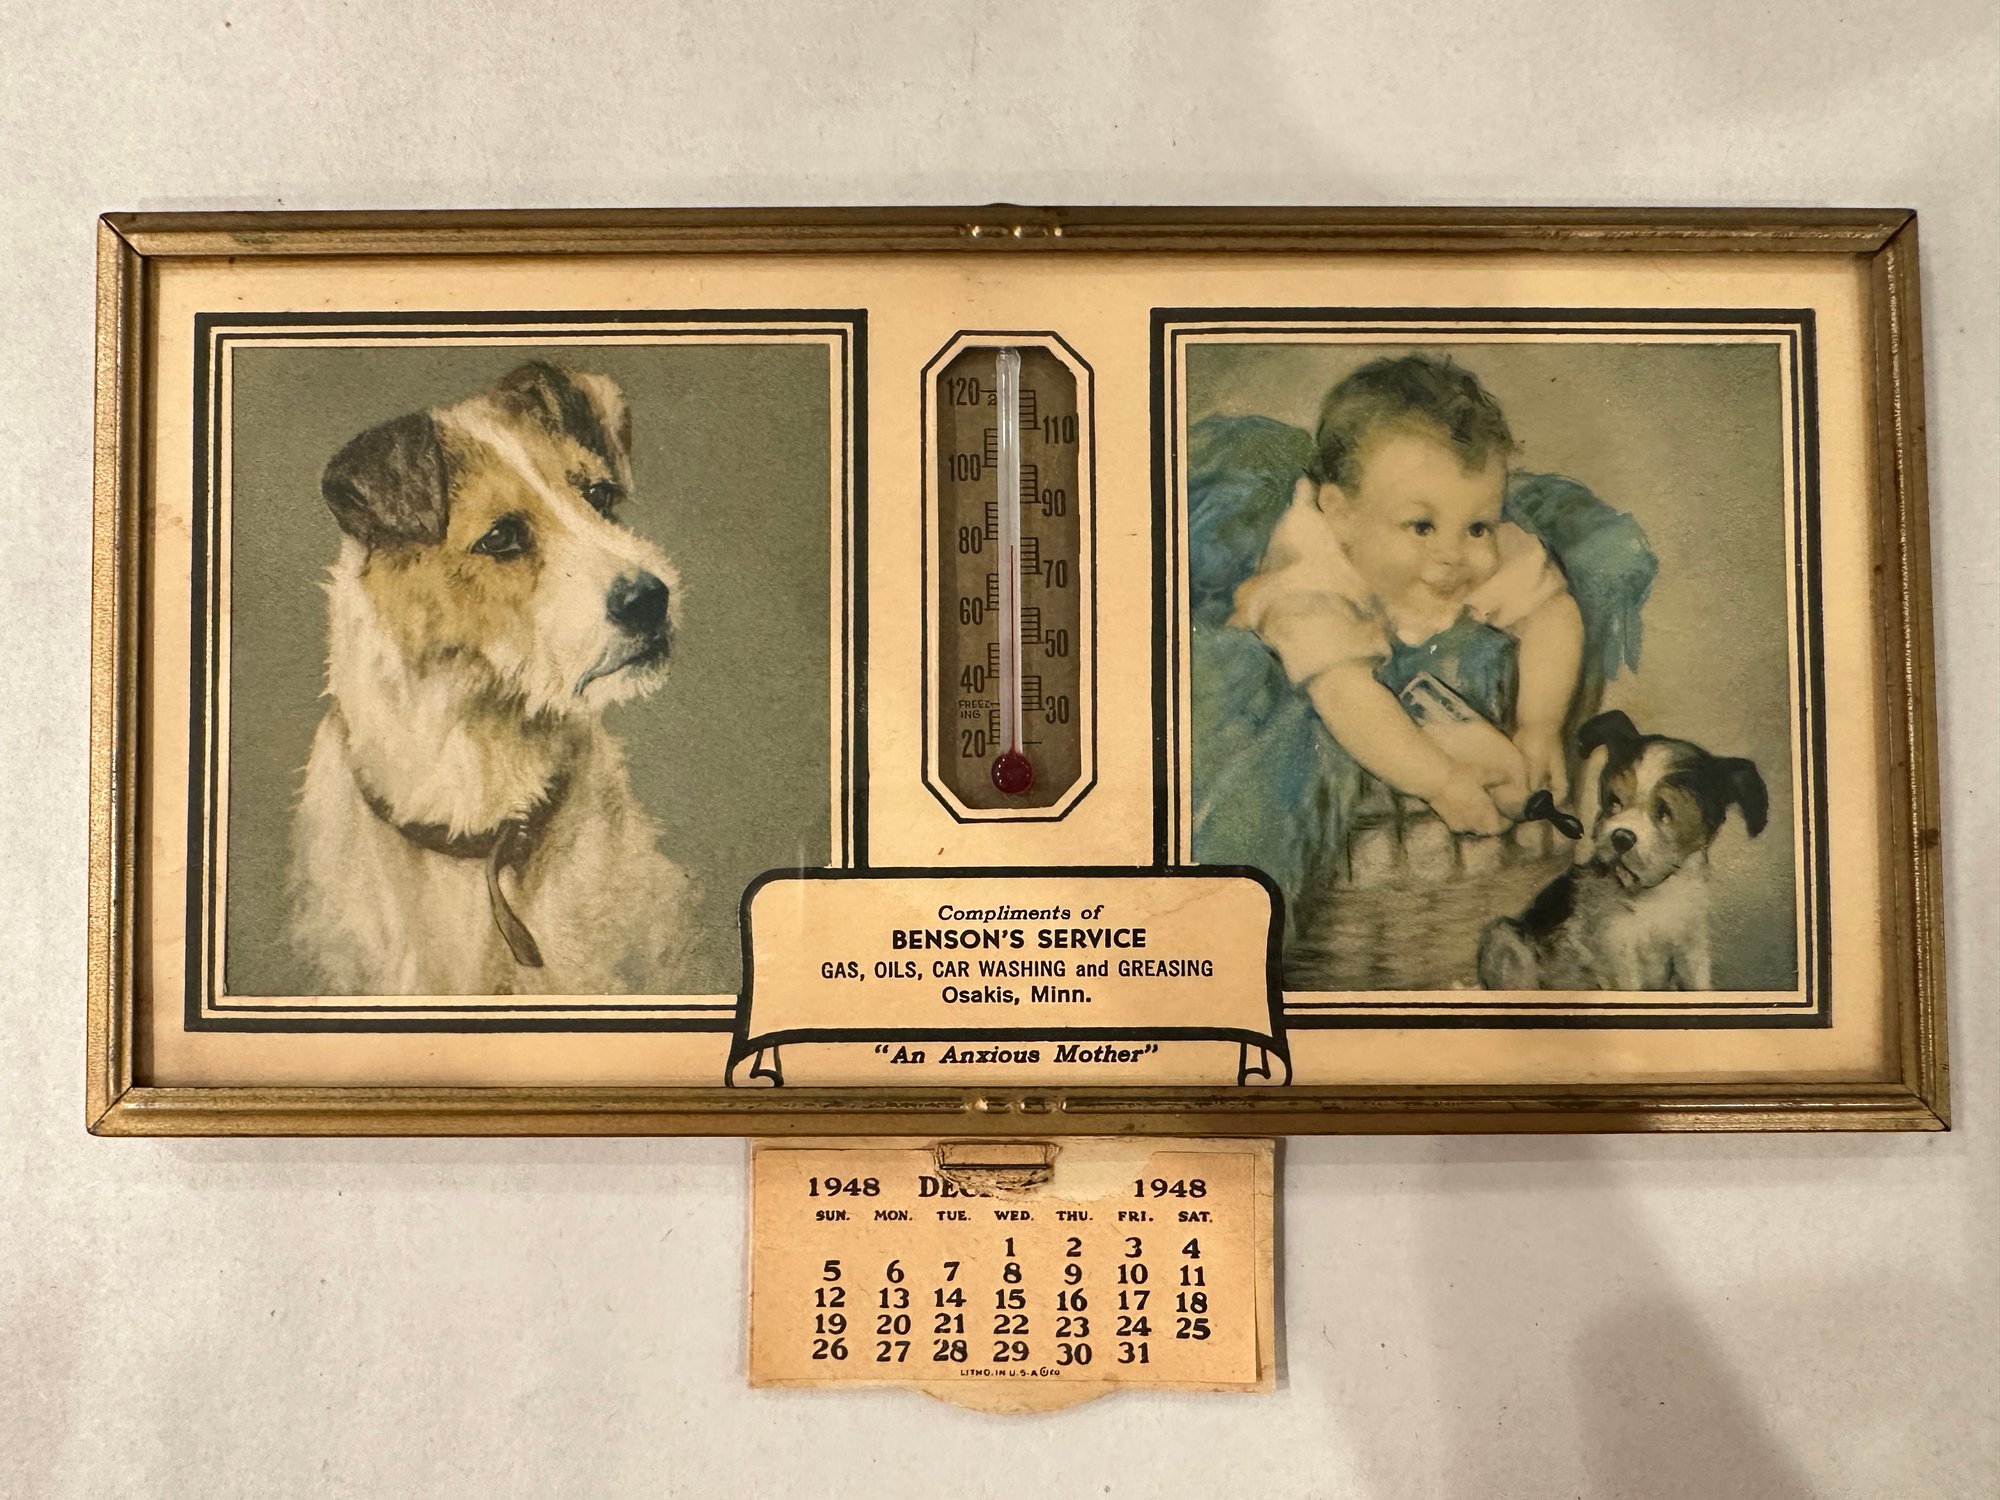 120
110
100
90
80
70
60
50
40
FREEZ-
ING
30
20
Compliments of
BENSON'S SERVICE
GAS, OILS, CAR WASHING and GREASING
Osakis, Minn.
"An Anxious Mother"
1948 1948
SUN. MON. TUE. WED. THU. FRI. SAT.
1 2 3 4
5 6 7 8 9 10 11
12 13 14 15 16 17 18
19 20 21 22 23 24 25
26 27 28 29 30 31
LITHO. IN U.S.A